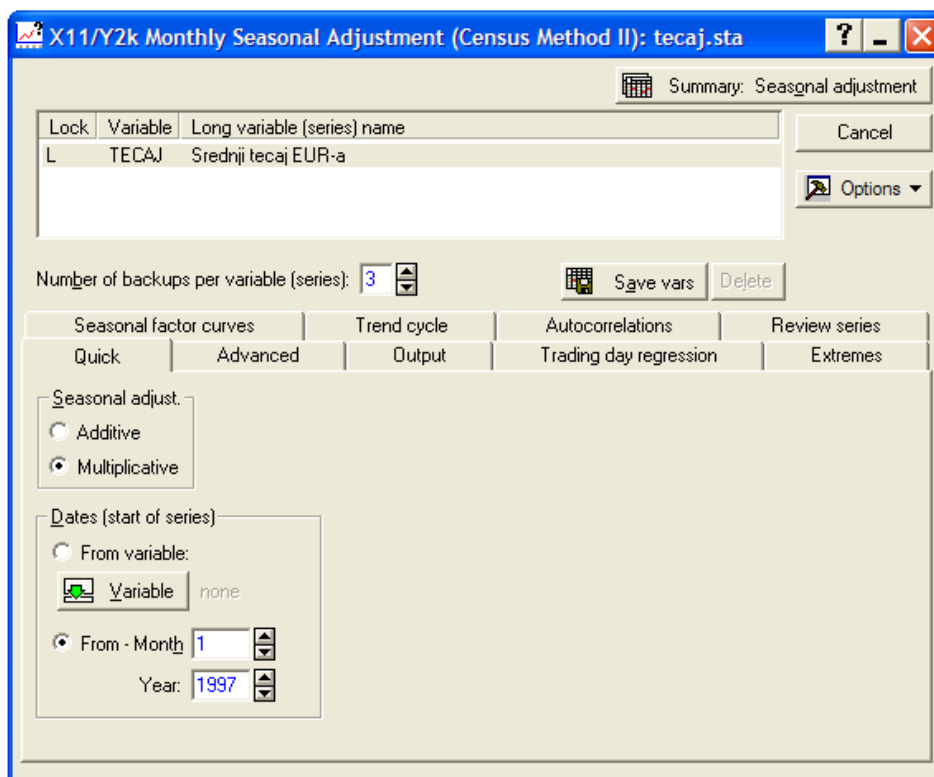 X11/Y2k Monthly Seasonal Adjustment (Census Method II): tecaj.sta
Summary: Seasonal adjustment
Lock Variable Long variable (series) name
L TECAJ Srednji tecaj EUR-a
Cancel
Options
Number of backups per variable (series): 3
Save vars Delete
Seasonal factor curves Trend cycle Autocorrelations Review series
Quick Advanced Output Trading day regression Extremes
Seasonal adjust.
Additive
Multiplicative
Dates (start of series)
From variable:
Variable none
From - Month 1
Year: 1997